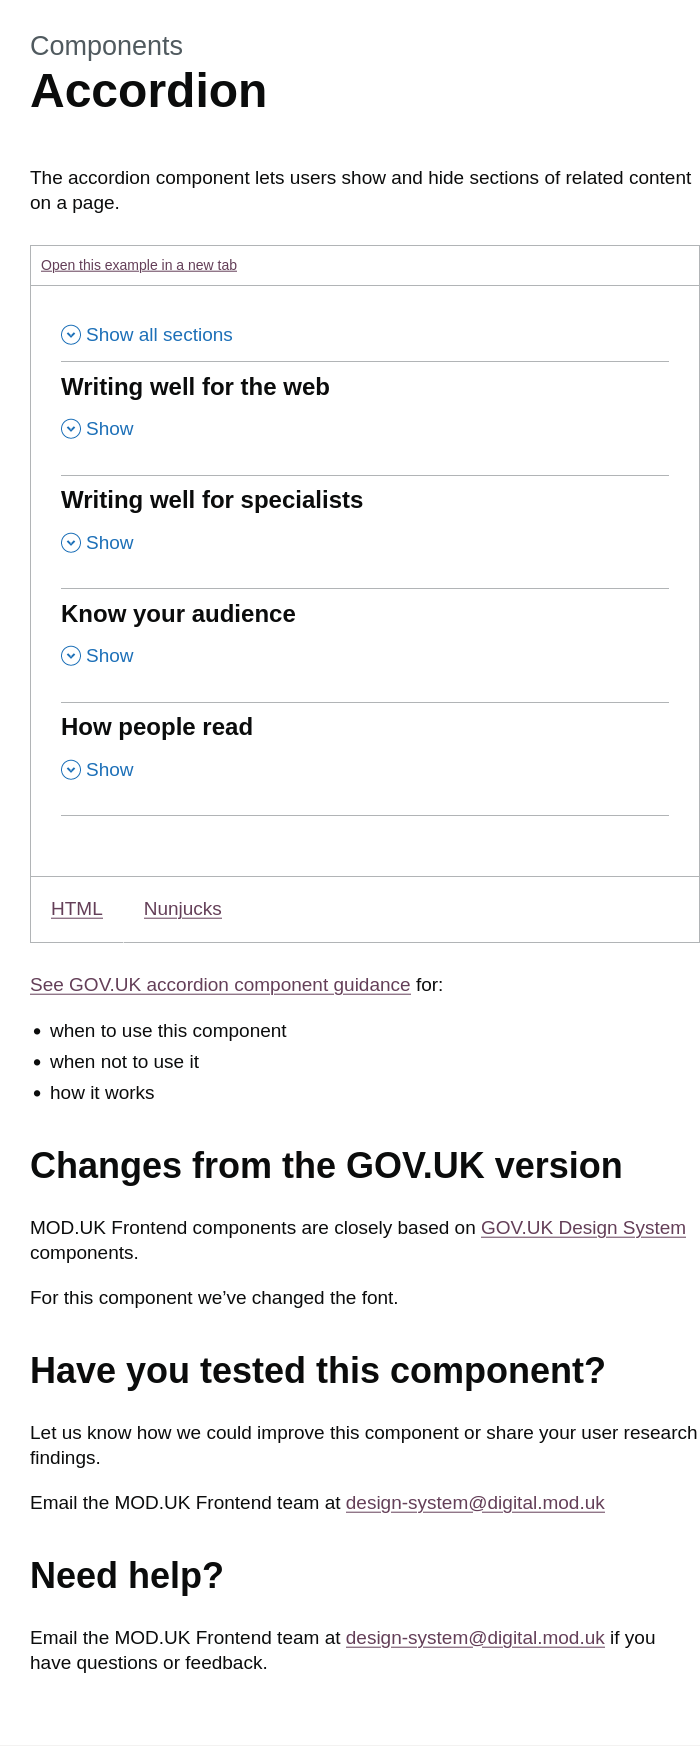 Components
Accordion
The accordion component lets users show and hide sections of related content
on a page.
Open this example in a new tab
Show all sections
Writing well for the web
Show
Writing well for specialists
Show
Know your audience
Show
How people read
Show
HTML Nunjucks
See GOV.UK accordion component guidance for:
• when to use this component
• when not to use it
• how it works
Changes from the GOV.UK version
MOD.UK Frontend components are closely based on GOV.UK Design System
components.
For this component we’ve changed the font.
Have you tested this component?
Let us know how we could improve this component or share your user research
findings.
Email the MOD.UK Frontend team at design-system@digital.mod.uk
Need help?
Email the MOD.UK Frontend team at design-system@digital.mod.uk if you
have questions or feedback.